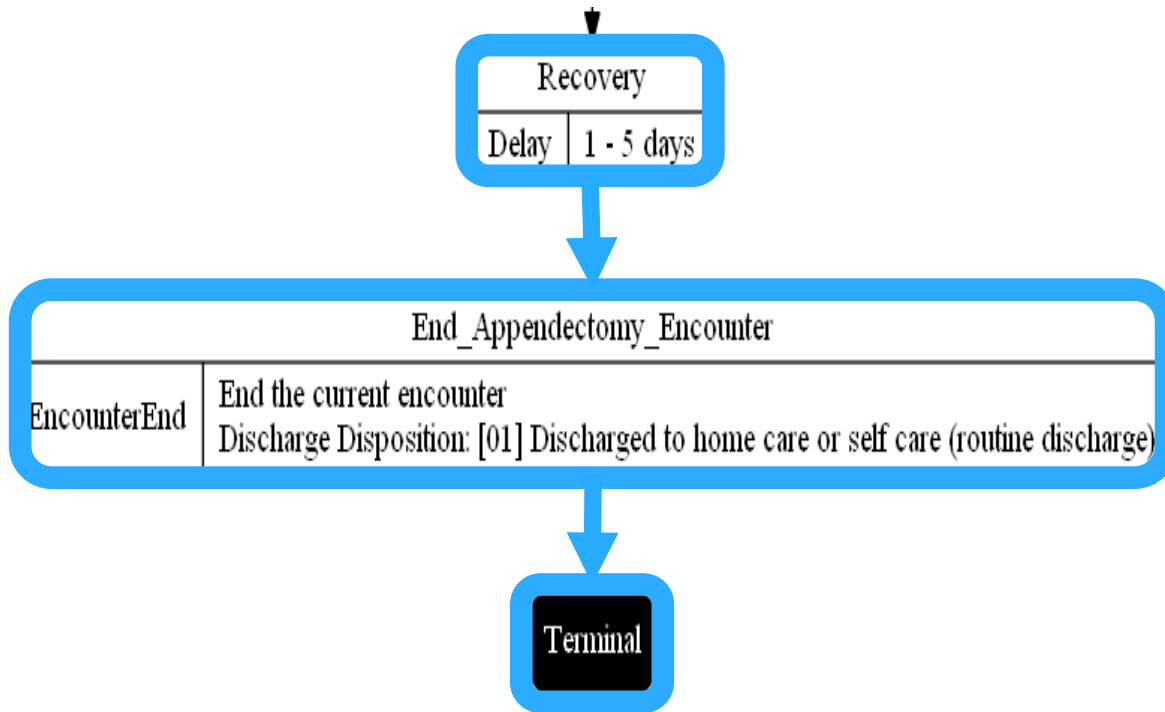 Recovery
Delay 1 - 5 days
End_Appendectomy_Encounter
EncounterEnd
End the current encounter
Discharge Disposition: [01] Discharged to home care or self care (routine discharge)
Terminal